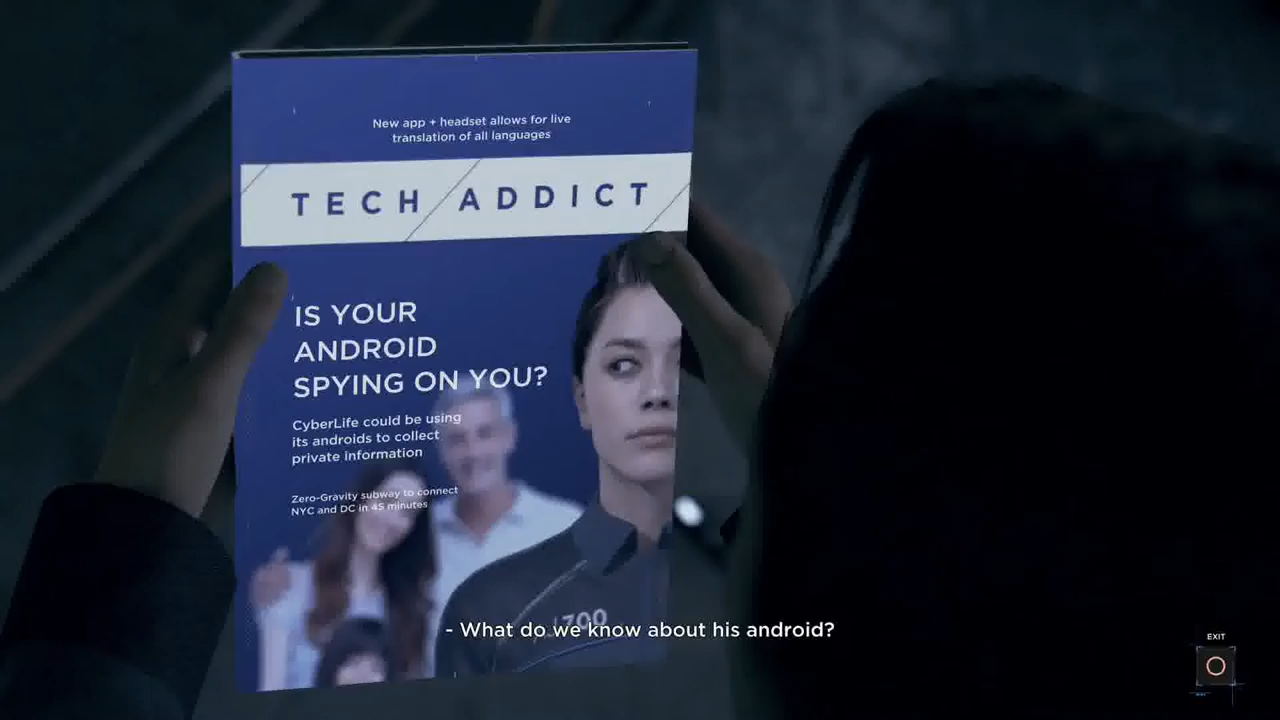 New app + headset allows for live
translation of all languages
TECH ADDICT
IS YOUR
ANDROID
SPYING ON YOU?
CyberLife could be using
its androids to collect
private information
Zero-Gravity subway to connect
NYC and DC in 45 minutes
700
- What do we know about his android?
EXIT